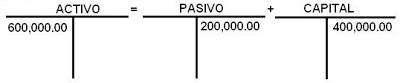 ACTIVO = PASIVO + CAPITAL
600,000.00 200,000.00 400,000.00